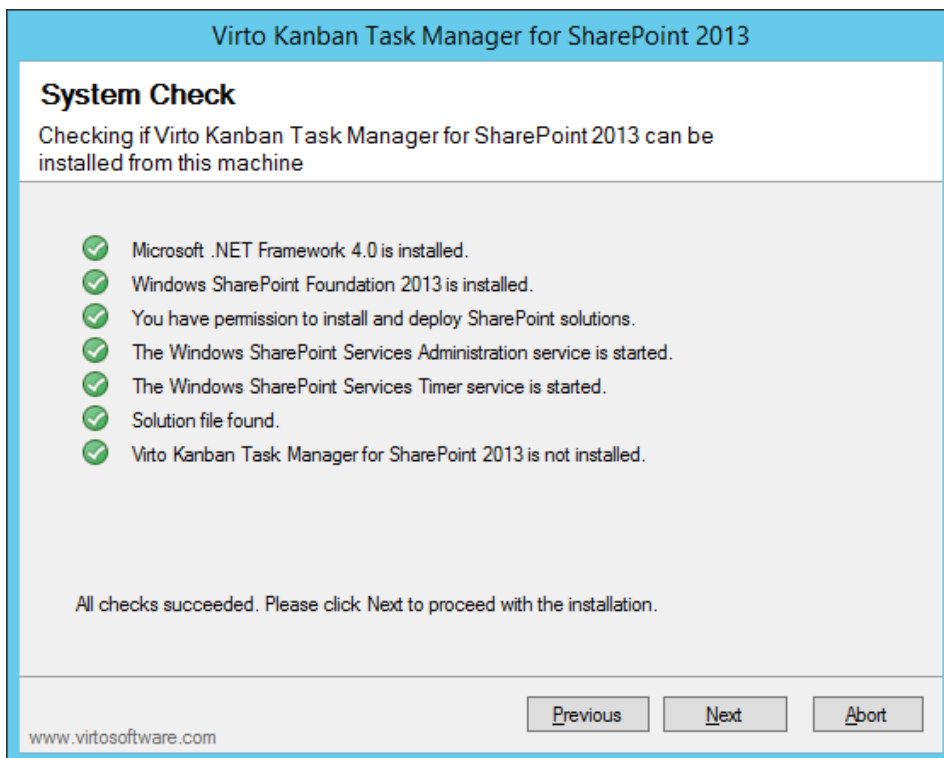 Virto Kanban Task Manager for SharePoint 2013
System Check
Checking if Virto Kanban Task Manager for SharePoint 2013 can be
installed from this machine
Microsoft .NET Framework 4.0 is installed.
Windows SharePoint Foundation 2013 is installed.
You have permission to install and deploy SharePoint solutions.
The Windows SharePoint Services Administration service is started.
The Windows SharePoint Services Timer service is started.
Solution file found.
Virto Kanban Task Manager for SharePoint 2013 is not installed.
All checks succeeded. Please click Next to proceed with the installation.
Previous Next Abort
www.virtosoftware.com